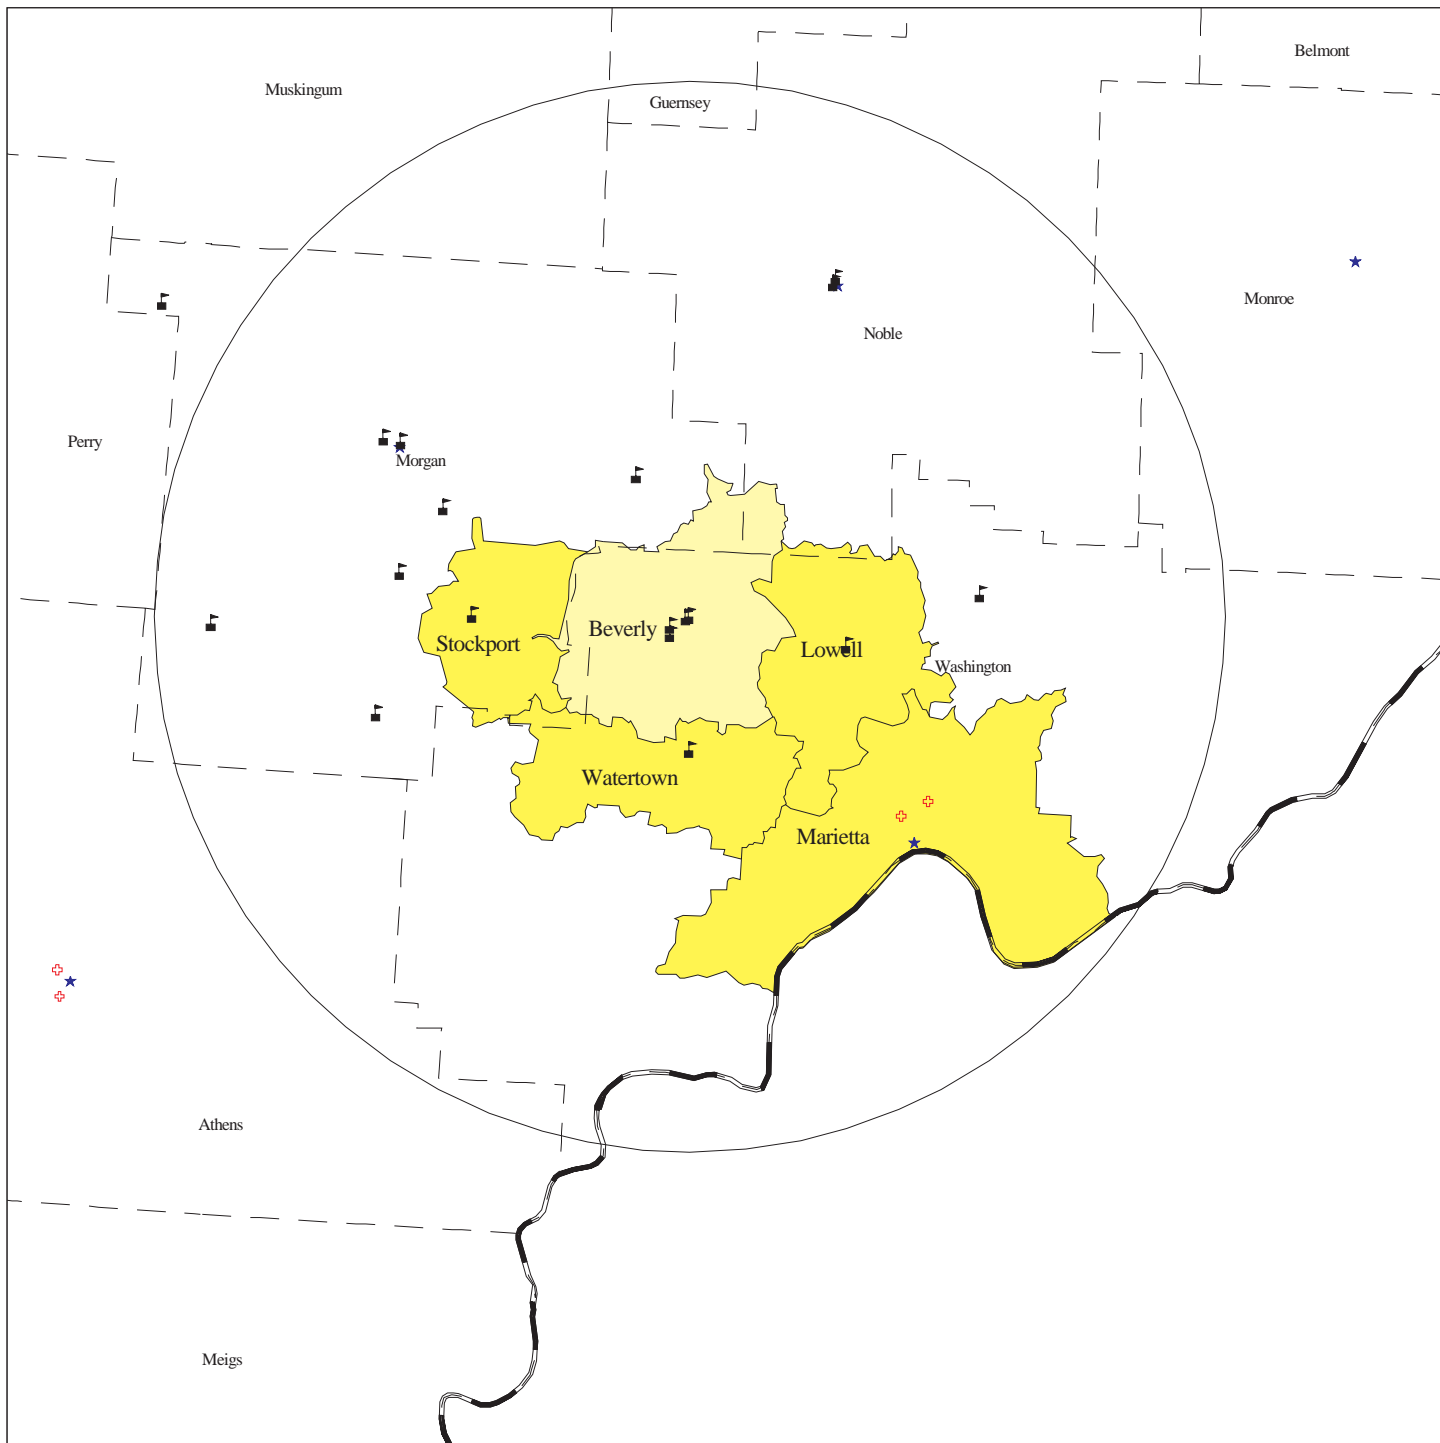 Belmont
Muskingum
Guernsey
Monroe
Noble
Perry
Morgan
Beverly
Stockport
Lowell
Washington
Watertown
Marietta
Athens
Meigs